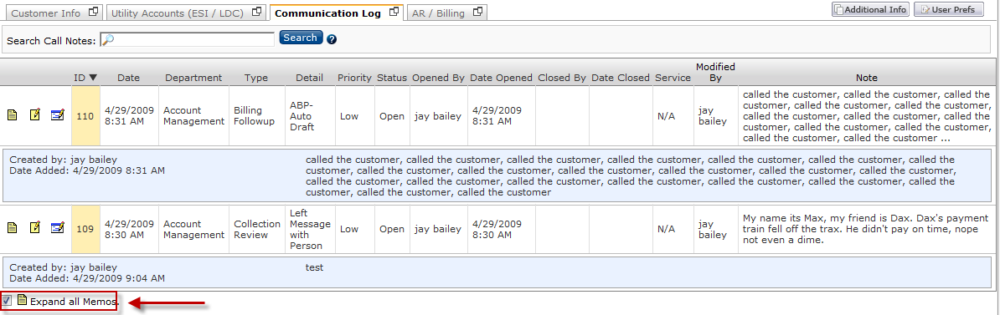 Customer Info Utility Accounts (ESI / LDC) Communication Log AR / Billing Additional Info User Prefs
Search Call Notes: Search ?
ID Date Department Type Detail Priority Status Opened By Date Opened Closed By Date Closed Service Modified By Note
110 4/29/2009 8:31 AM Account Management Billing Followup ABP-Auto Draft Low Open jay bailey 4/29/2009 8:31 AM N/A jay bailey
called the customer, called the customer, called the
customer, called the customer, called the customer,
called the customer, called the customer, called the
customer, called the customer, called the customer,
called the customer, called the customer ...
Created by: jay bailey
Date Added: 4/29/2009 8:31 AM
called the customer, called the customer, called the customer, called the customer, called the customer, called the customer, called the
customer, called the customer, called the customer, called the customer, called the customer, called the customer, called the customer,
called the customer, called the customer, called the customer, called the customer, called the customer, called the customer, called the
customer, called the customer, called the customer
109 4/29/2009 8:30 AM Account Management Collection Review Left Message with Person Low Open jay bailey 4/29/2009 8:30 AM N/A jay bailey
My name its Max, my friend is Dax. Dax's payment
train fell off the trax. He didn't pay on time, nope
not even a dime.
Created by: jay bailey
Date Added: 4/29/2009 9:04 AM
test
Expand all Memos.